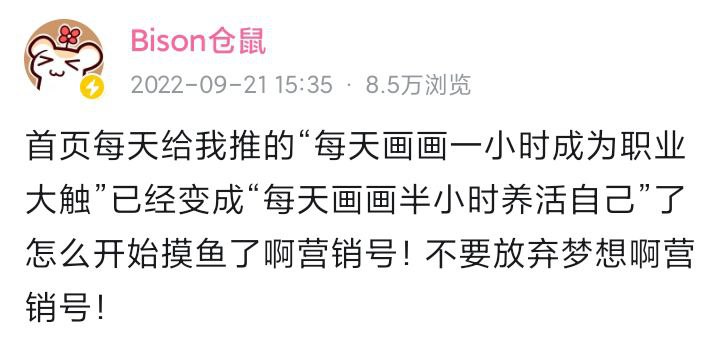 Bison仓鼠
2022-09-21 15:35 · 8.5万浏览
首页每天给我推的“每天画画一小时成为职业
大触”已经变成“每天画画半小时养活自己”了
怎么开始摸鱼了啊营销号！不要放弃梦想啊营
销号！